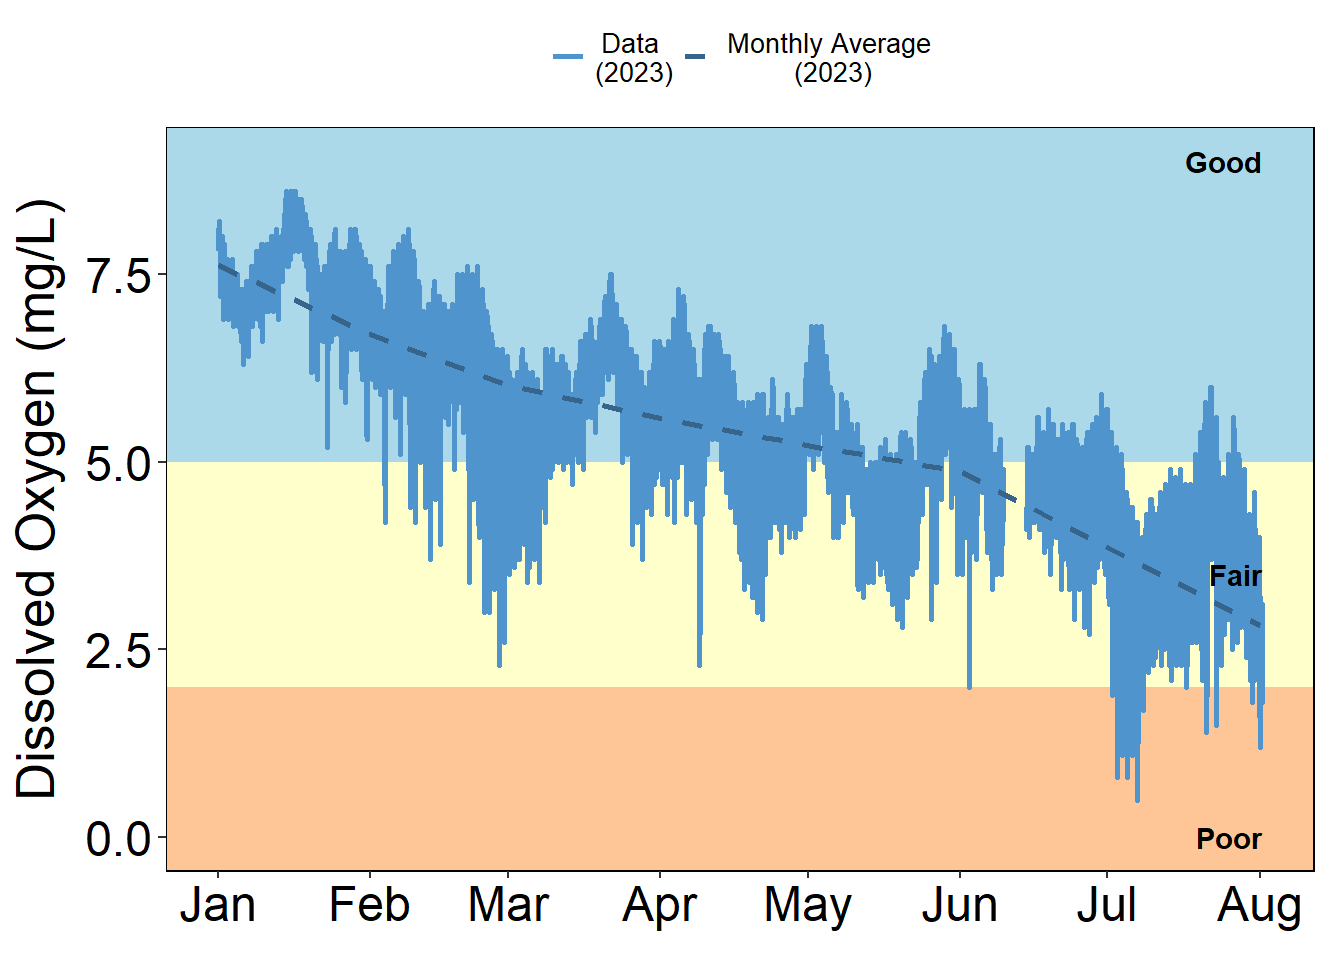 Data
(2023)
Monthly Average
(2023)
Dissolved Oxygen (mg/L)
7.5
5.0
2.5
0.0
Good
Fair
Poor
Jan Feb Mar Apr May Jun Jul Aug